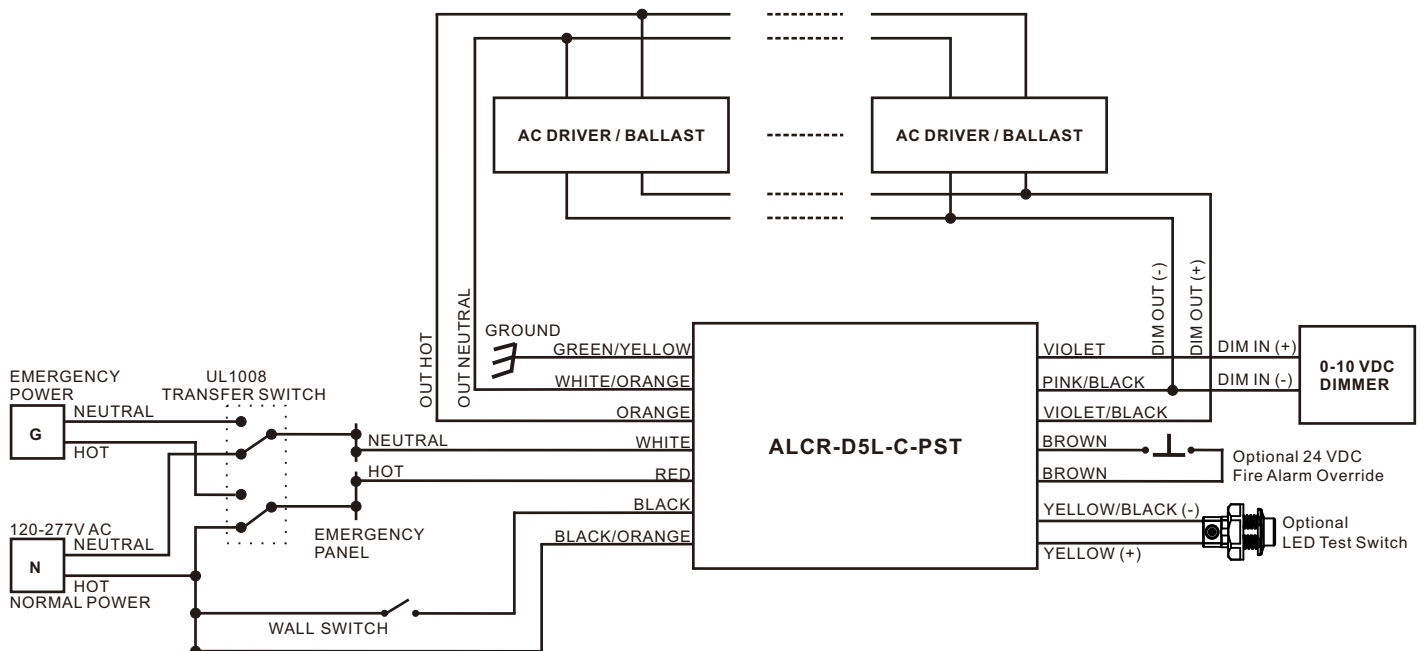 AC DRIVER / BALLAST
AC DRIVER / BALLAST
OUT HOT
OUT NEUTRAL
DIM OUT (-)
DIM OUT (+)
GROUND
GREEN/YELLOW
WHITE/ORANGE
ORANGE
WHITE
RED
BLACK
BLACK/ORANGE
ALCR-D5L-C-PST
VIOLET
PINK/BLACK
VIOLET/BLACK
BROWN
BROWN
YELLOW/BLACK (-)
YELLOW (+)
DIM IN (+)
DIM IN (-)
0-10 VDC
DIMMER
Optional 24 VDC
Fire Alarm Override
Optional
LED Test Switch
EMERGENCY
POWER
G
NEUTRAL
HOT
UL1008
TRANSFER SWITCH
NEUTRAL
HOT
EMERGENCY
PANEL
120-277V AC
NEUTRAL
N
HOT
NORMAL POWER
WALL SWITCH